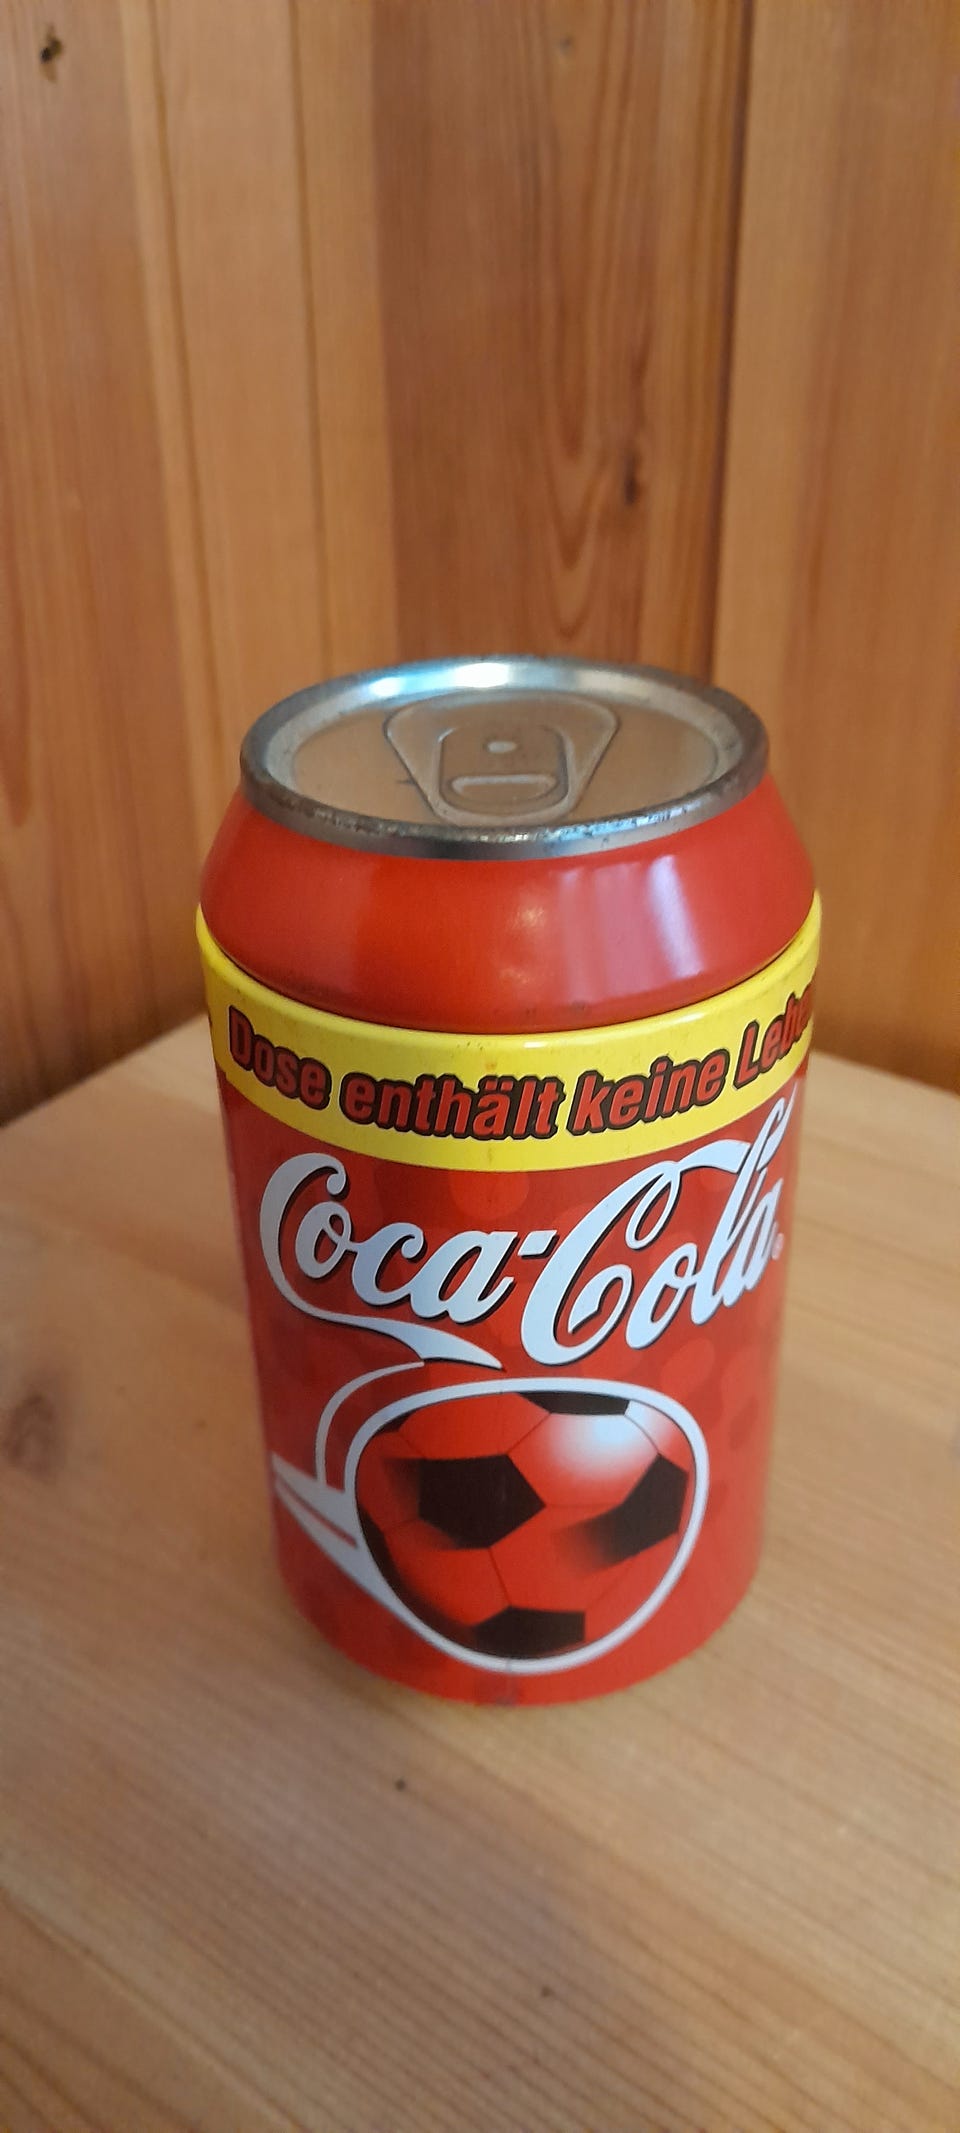 Dose enthält keine
Coca-Cola